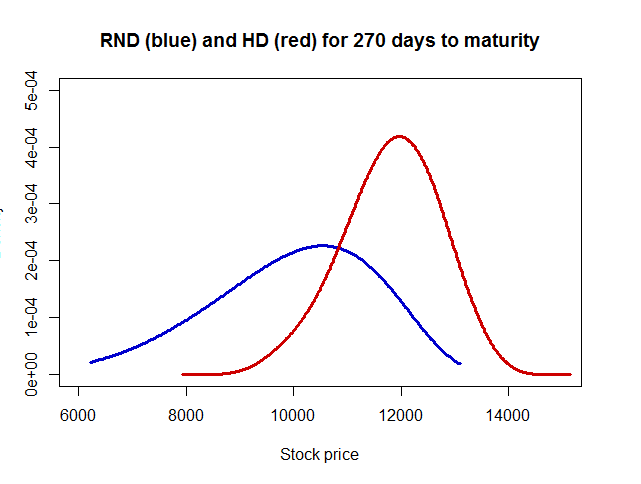 RND (blue) and HD (red) for 270 days to maturity
5e-04
4e-04
3e-04
2e-04
1e-04
0e+00
6000 8000 10000 12000 14000
Stock price